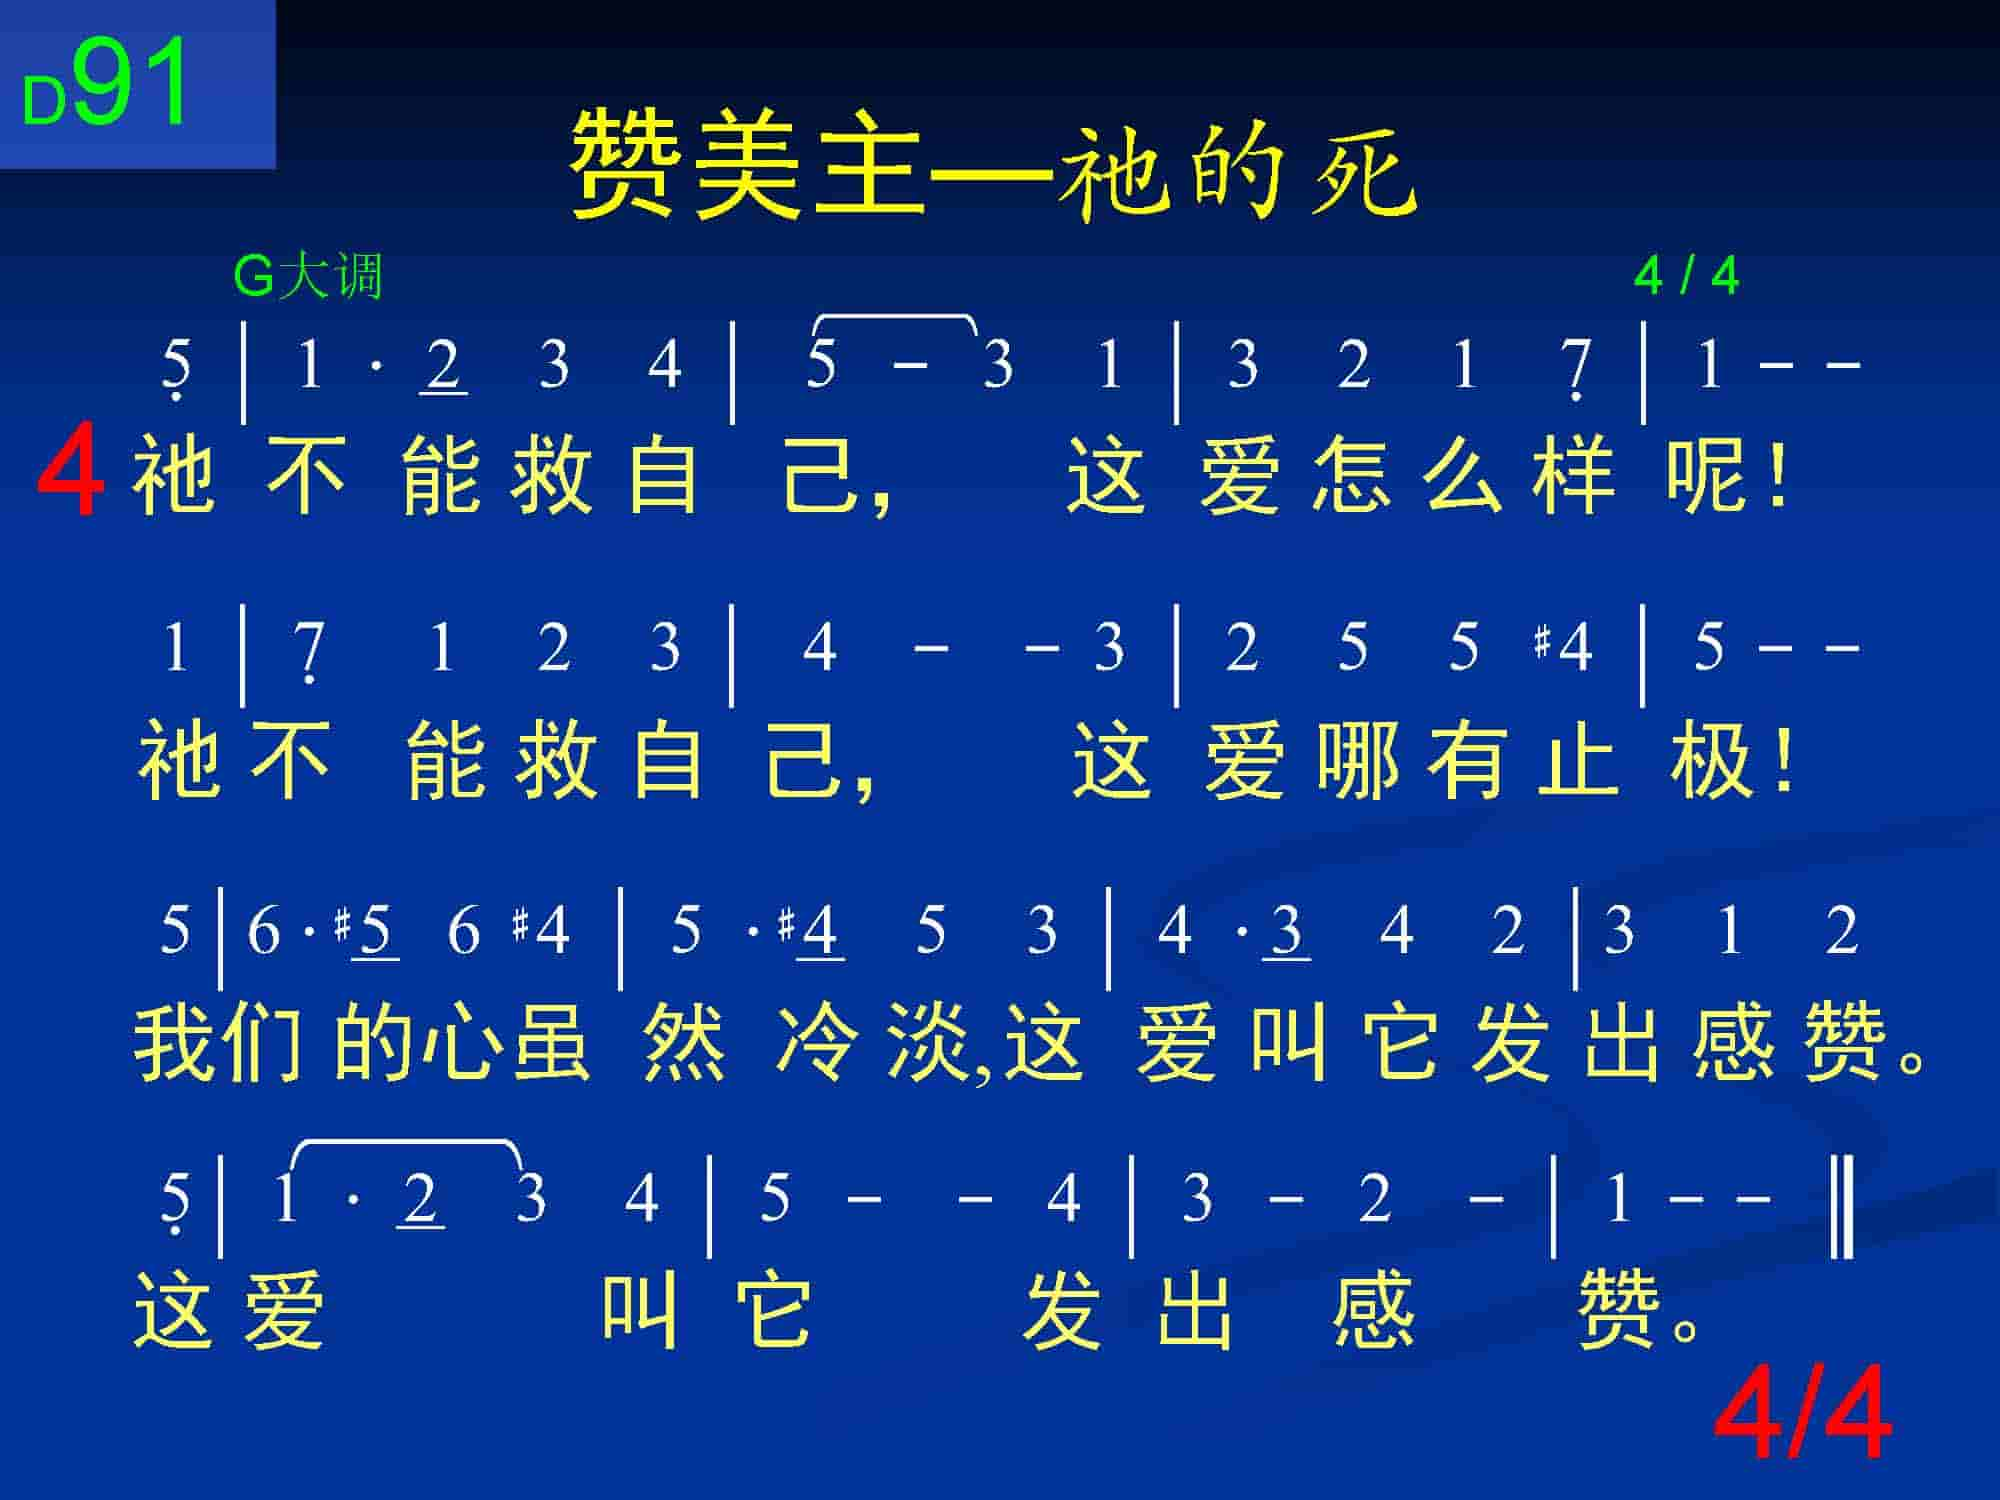 D91
赞美主—祂的死
G大调 4 / 4
5̣ | 1 · 2̲ 3 4 | 5 – 3 1 | 3 2 1 7̣ | 1 – –
4 祂不能救自己， 这爱怎么样呢！
1 | 7̣ 1 2 3 | 4 – – 3 | 2 5 5 #4 | 5 – –
祂不能救自己， 这爱哪有止极！
5 | 6 · #5̲ 6 #4 | 5 · #4̲ 5 3 | 4 · 3̲ 4 2 | 3 1 2
我们的心虽然冷淡,这爱叫它发出感赞。
5̣ | 1 · 2̲ 3 4 | 5 – – 4 | 3 – 2 – | 1 – – ‖
这爱叫它发出感赞。
4/4